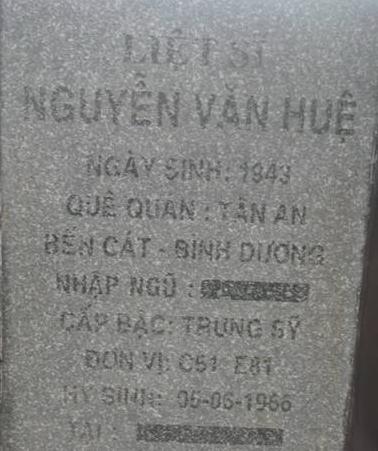 LIỆT SĨ
NGUYỄN VĂN HUỆ
NGÀY SINH: 1943
QUÊ QUÁN : TÂN AN
BẾN CÁT - BÌNH DƯƠNG
NHẬP NGŨ :
CẤP BẬC: TRUNG SỸ
ĐƠN VỊ: C51 E81
HY SINH: 06-06-1966
TẠI :